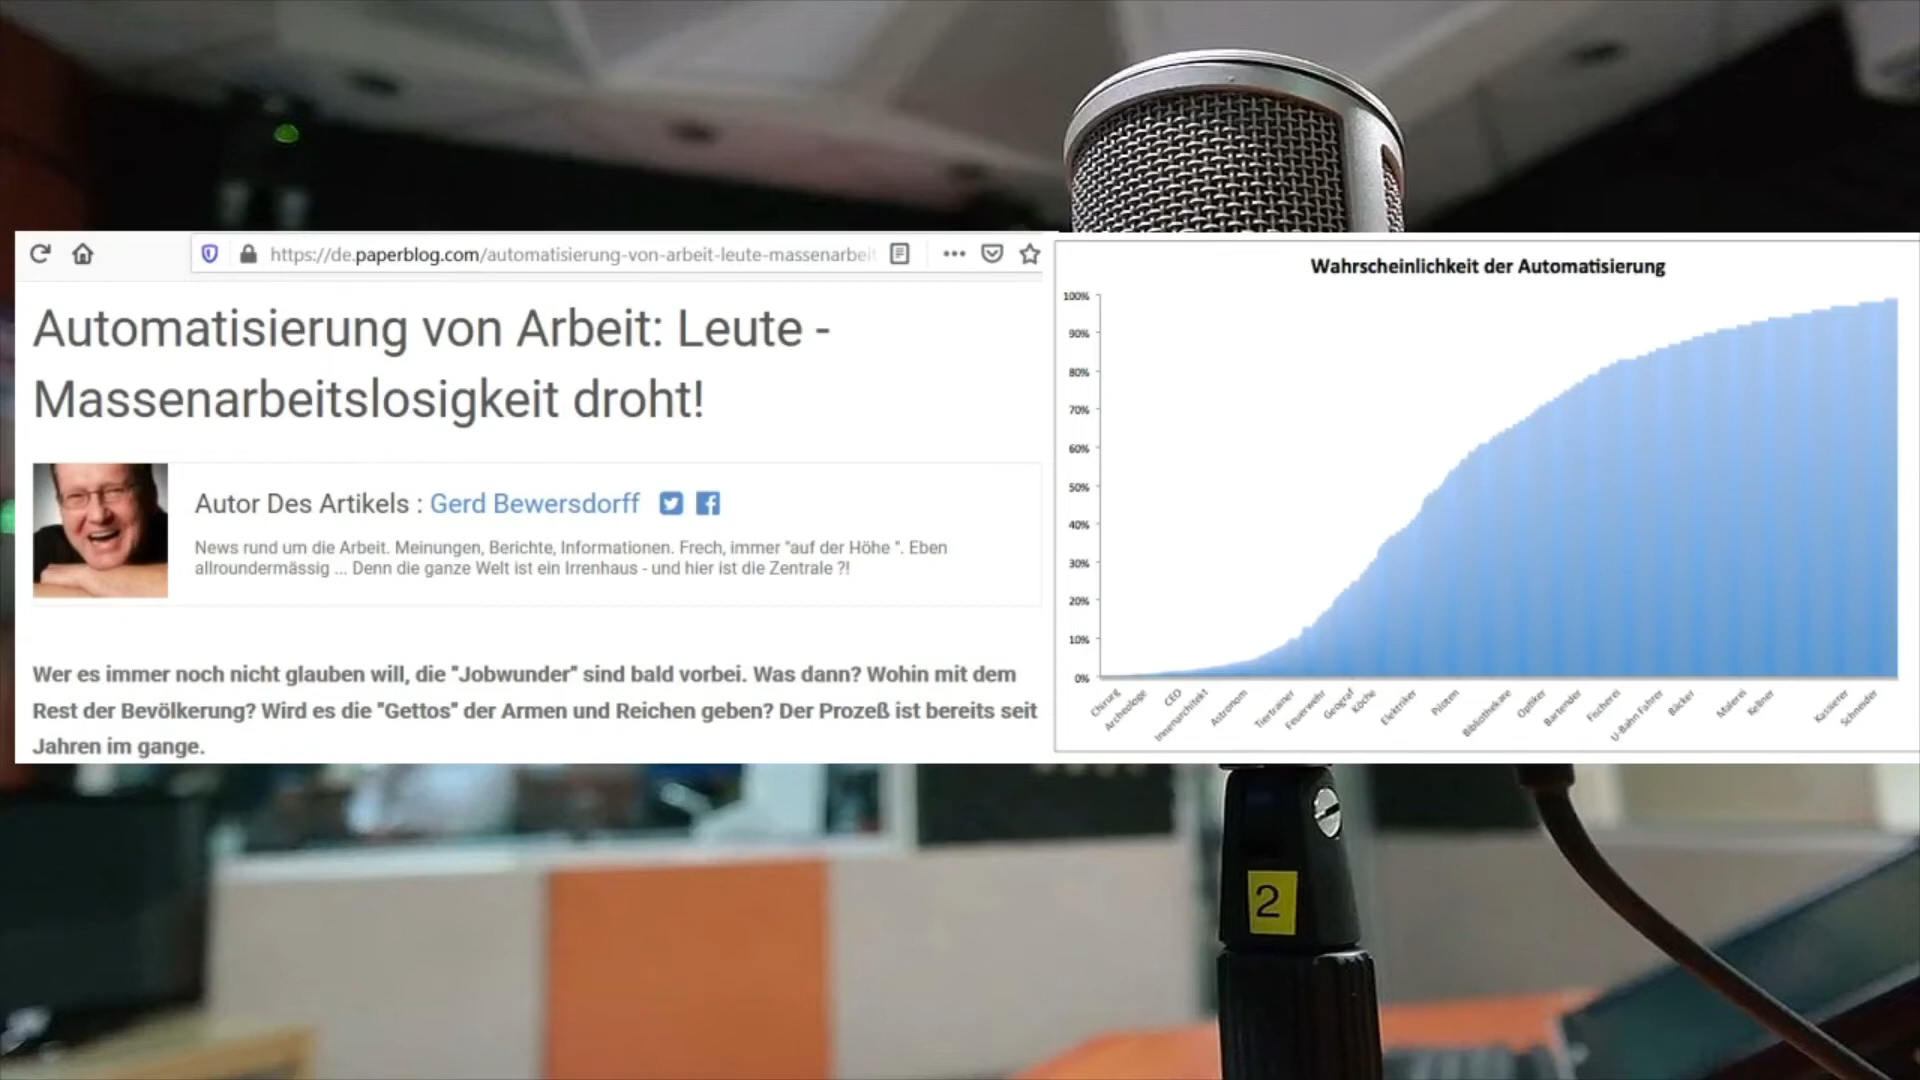 https://de.paperblog.com/automatisierung-von-arbeit-leute-massenarbeit
Automatisierung von Arbeit: Leute -
Massenarbeitslosigkeit droht!
Autor Des Artikels : Gerd Bewersdorff
News rund um die Arbeit. Meinungen, Berichte, Informationen. Frech, immer "auf der Höhe ". Eben
allroundermässig ... Denn die ganze Welt ist ein Irrenhaus - und hier ist die Zentrale ?!
Wer es immer noch nicht glauben will, die "Jobwunder" sind bald vorbei. Was dann? Wohin mit dem
Rest der Bevölkerung? Wird es die "Gettos" der Armen und Reichen geben? Der Prozeß ist bereits seit
Jahren im gange.
Wahrscheinlichkeit der Automatisierung
100%
90%
80%
70%
60%
50%
40%
30%
20%
10%
0%
Chirurg
Archeologe
CEO
Innenarchitekt
Astronom
Tiertrainer
Feuerwehr
Geograf
Köche
Elektriker
Piloten
Bibliothekare
Optiker
Bartender
Fischerei
U-Bahn Fahrer
Bäcker
Malerei
Kellner
Kassierer
Schneider
2